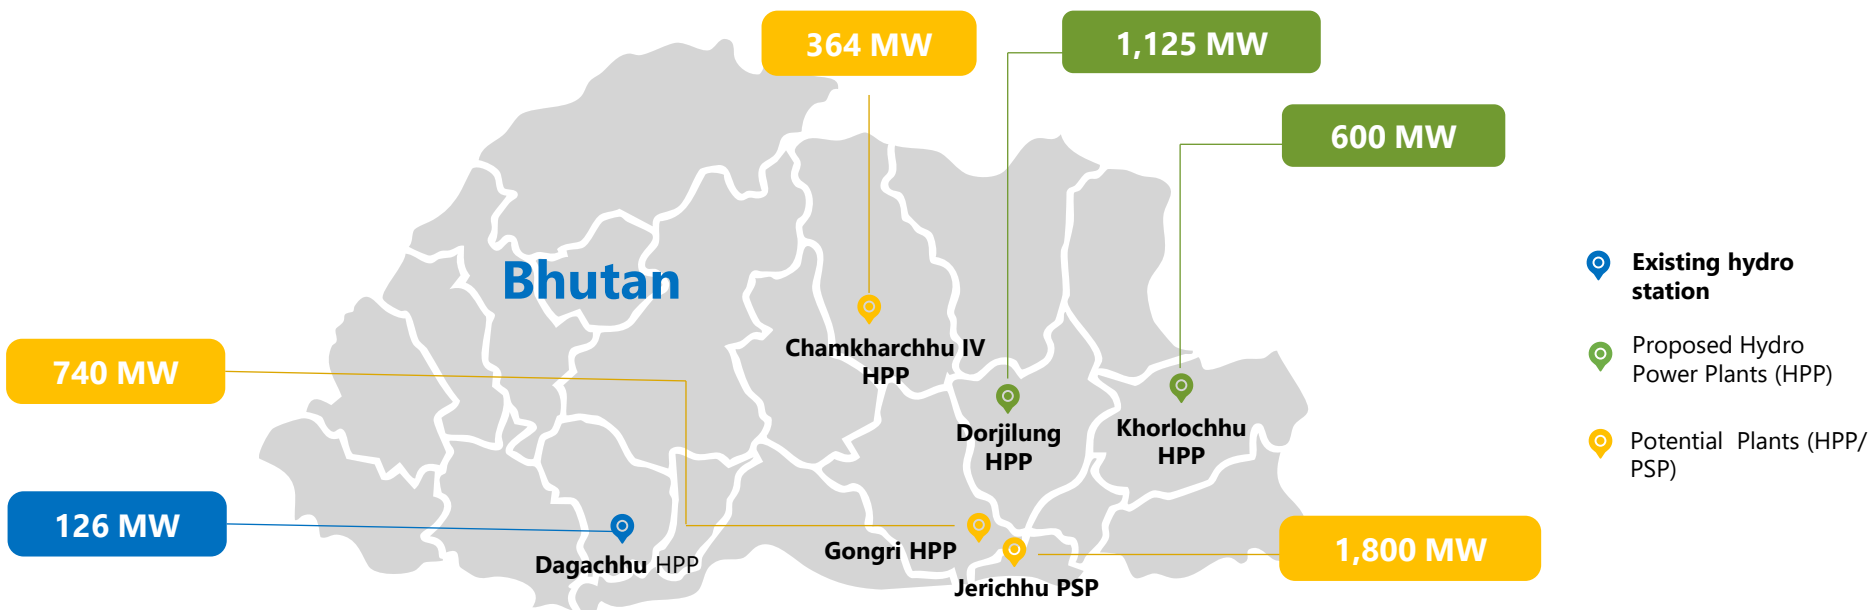 364 MW
1,125 MW
600 MW
Bhutan
740 MW
126 MW
1,800 MW
Chamkharchhu IV
HPP
Dorjilung
HPP
Khorlochhu
HPP
Gongri HPP
Jerichhu PSP
Dagachhu HPP
Existing hydro
station
Proposed Hydro
Power Plants (HPP)
Potential Plants (HPP/
PSP)